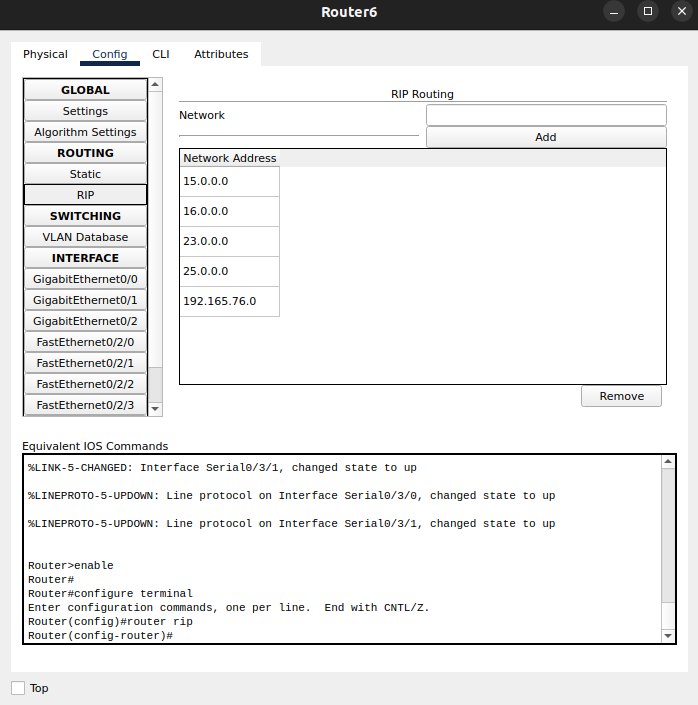 Router6
Physical Config CLI Attributes
GLOBAL
Settings
Algorithm Settings
ROUTING
Static
RIP
SWITCHING
VLAN Database
INTERFACE
GigabitEthernet0/0
GigabitEthernet0/1
GigabitEthernet0/2
FastEthernet0/2/0
FastEthernet0/2/1
FastEthernet0/2/2
FastEthernet0/2/3
RIP Routing
Network
Add
Network Address
15.0.0.0
16.0.0.0
23.0.0.0
25.0.0.0
192.165.76.0
Remove
Equivalent IOS Commands
%LINK-5-CHANGED: Interface Serial0/3/1, changed state to up
%LINEPROTO-5-UPDOWN: Line protocol on Interface Serial0/3/0, changed state to up
%LINEPROTO-5-UPDOWN: Line protocol on Interface Serial0/3/1, changed state to up
Router>enable
Router#
Router#configure terminal
Enter configuration commands, one per line.  End with CNTL/Z.
Router(config)#router rip
Router(config-router)#
Top